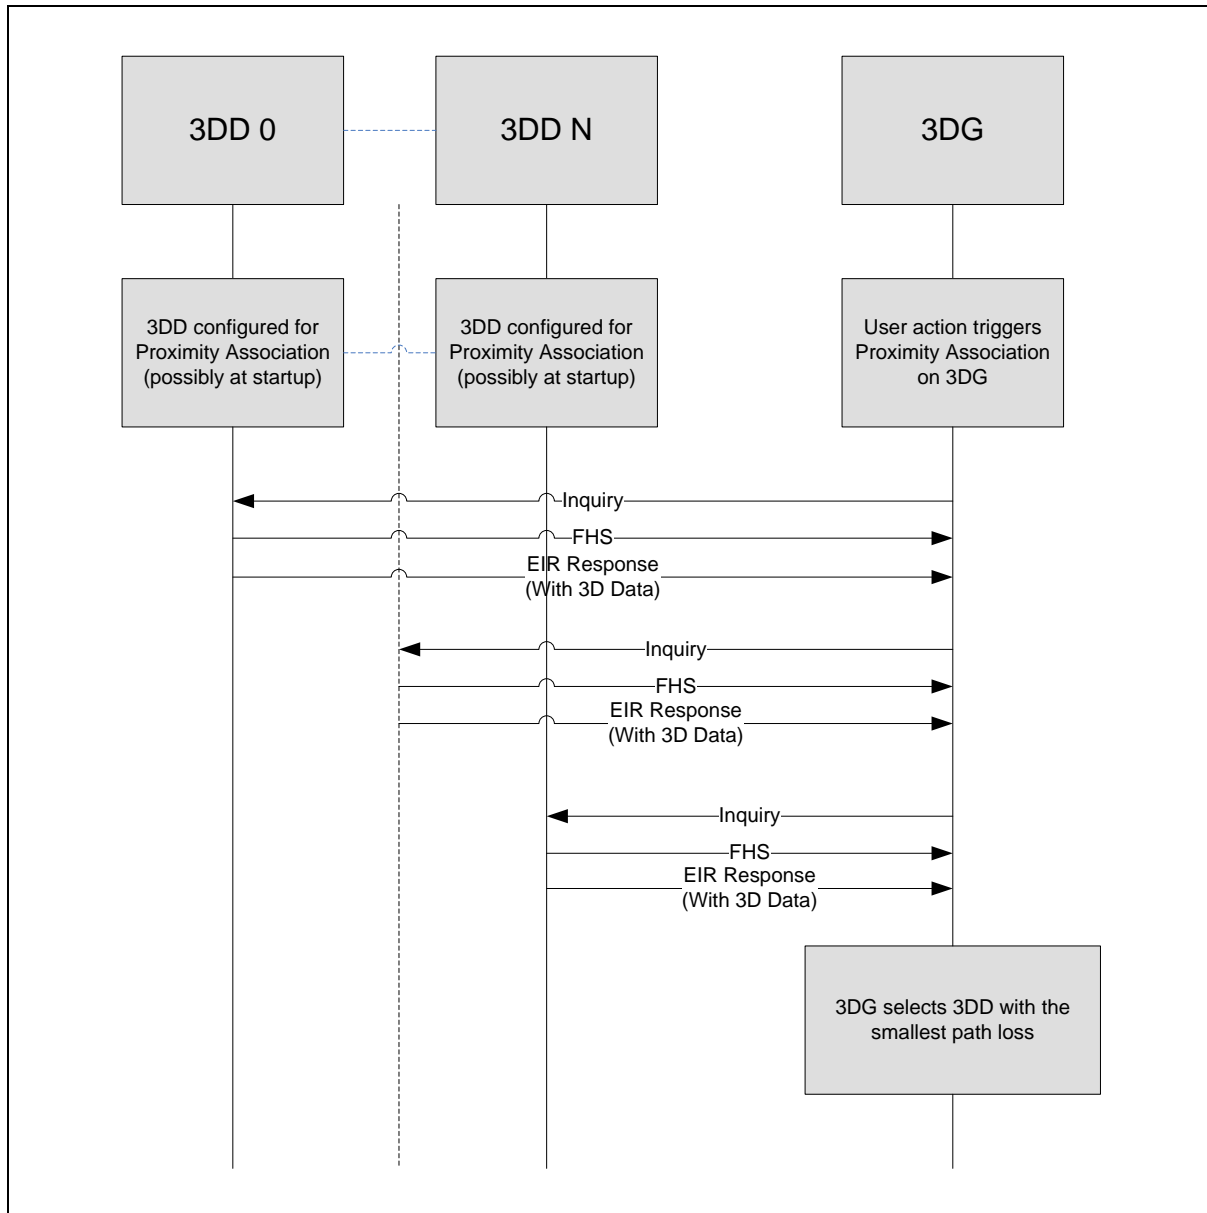 3DD 0
3DD N
3DG
3DD configured for
Proximity Association
(possibly at startup)
3DD configured for
Proximity Association
(possibly at startup)
User action triggers
Proximity Association
on 3DG
Inquiry
FHS
EIR Response
(With 3D Data)
Inquiry
FHS
EIR Response
(With 3D Data)
Inquiry
FHS
EIR Response
(With 3D Data)
3DG selects 3DD with the
smallest path loss